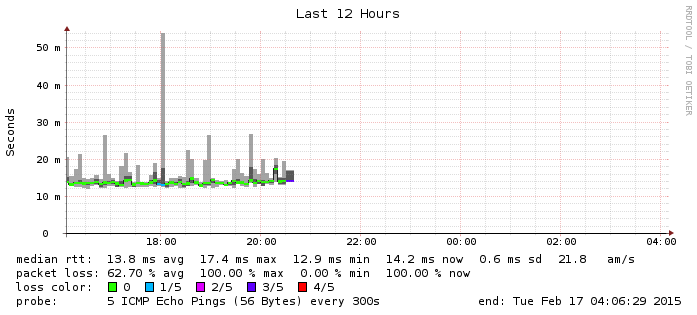 Last 12 Hours
RRDTOOL / TOBI OETIKER
Seconds
50 m
40 m
30 m
20 m
10 m
0
18:00 20:00 22:00 00:00 02:00 04:00
median rtt: 13.8 ms avg 17.4 ms max 12.9 ms min 14.2 ms now 0.6 ms sd 21.8 am/s
packet loss: 62.70 % avg 100.00 % max 0.00 % min 100.00 % now
loss color: 0 1/5 2/5 3/5 4/5
probe: 5 ICMP Echo Pings (56 Bytes) every 300s end: Tue Feb 17 04:06:29 2015